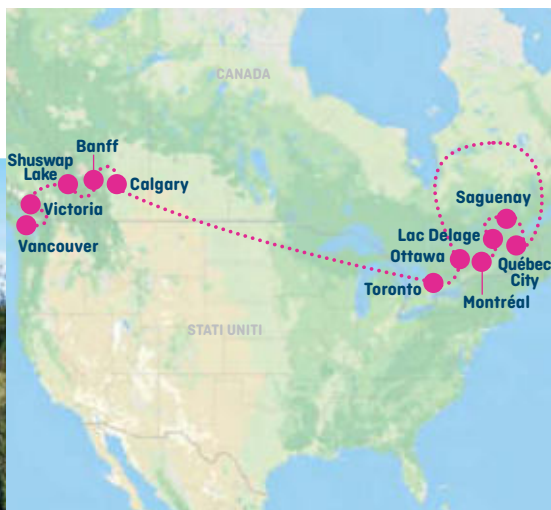 CANADA
Banff
Shuswap
Lake
Calgary
Victoria
Vancouver
Saguenay
Lac Delage
Ottawa
Québec
City
Toronto
Montréal
STATI UNITI